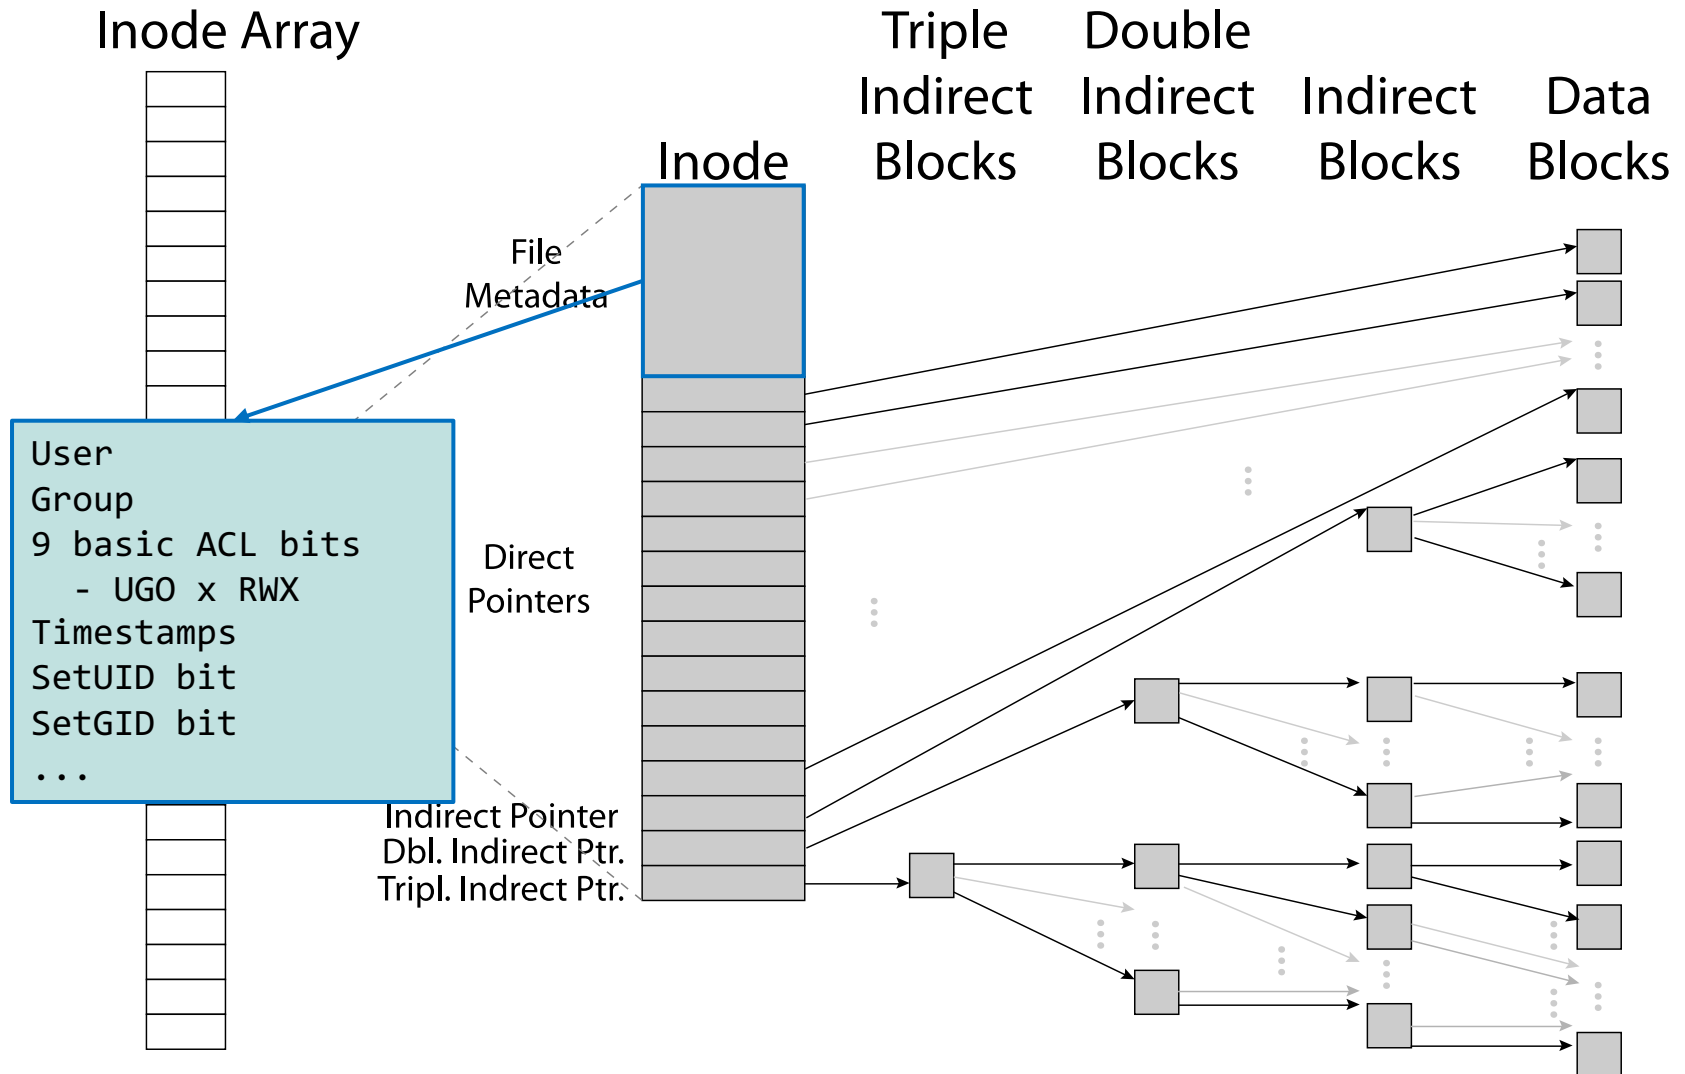 Inode Array
Triple
Indirect
Blocks
Double
Indirect
Blocks
Indirect
Blocks
Data
Blocks
Inode
File
Metadata
User
Group
9 basic ACL bits
- UGO x RWX
Timestamps
SetUID bit
SetGID bit
...
Direct
Pointers
Indirect Pointer
Dbl. Indirect Ptr.
Tripl. Indrect Ptr.